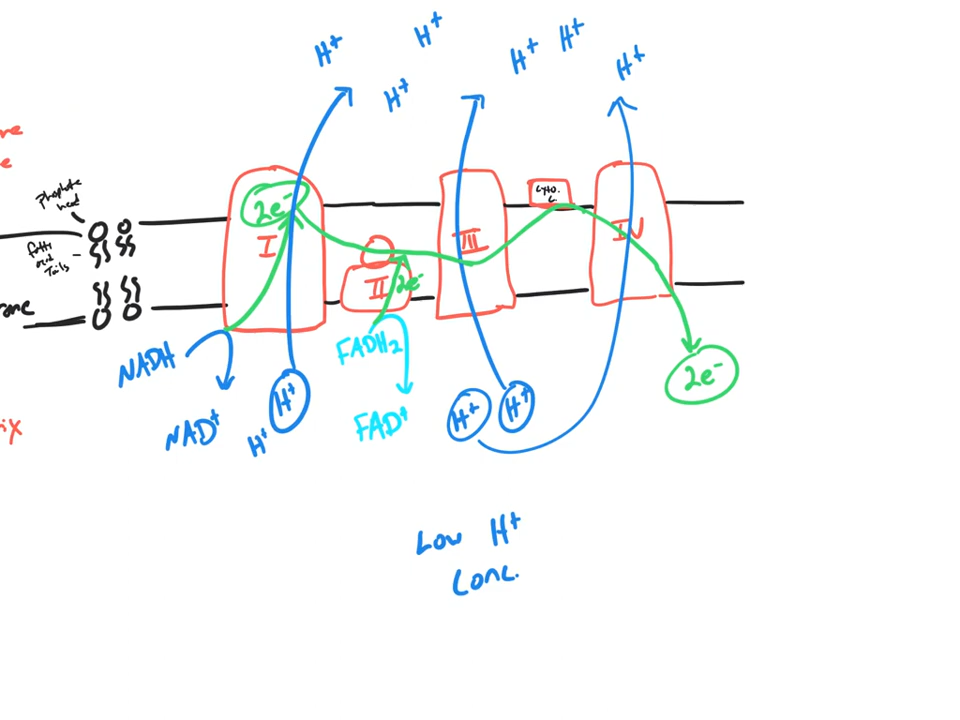 H⁺
H⁺
H⁺
H⁺
H⁺
H⁺
Phosphate
head
fatty
acid
Tails
2e⁻
I
II
2e⁻
III
cyto.
c.
IV
NADH
NAD⁺
H⁺
H⁺
FADH₂
FAD⁺
H⁺
H⁺
2e⁻
Low H⁺
Conc.